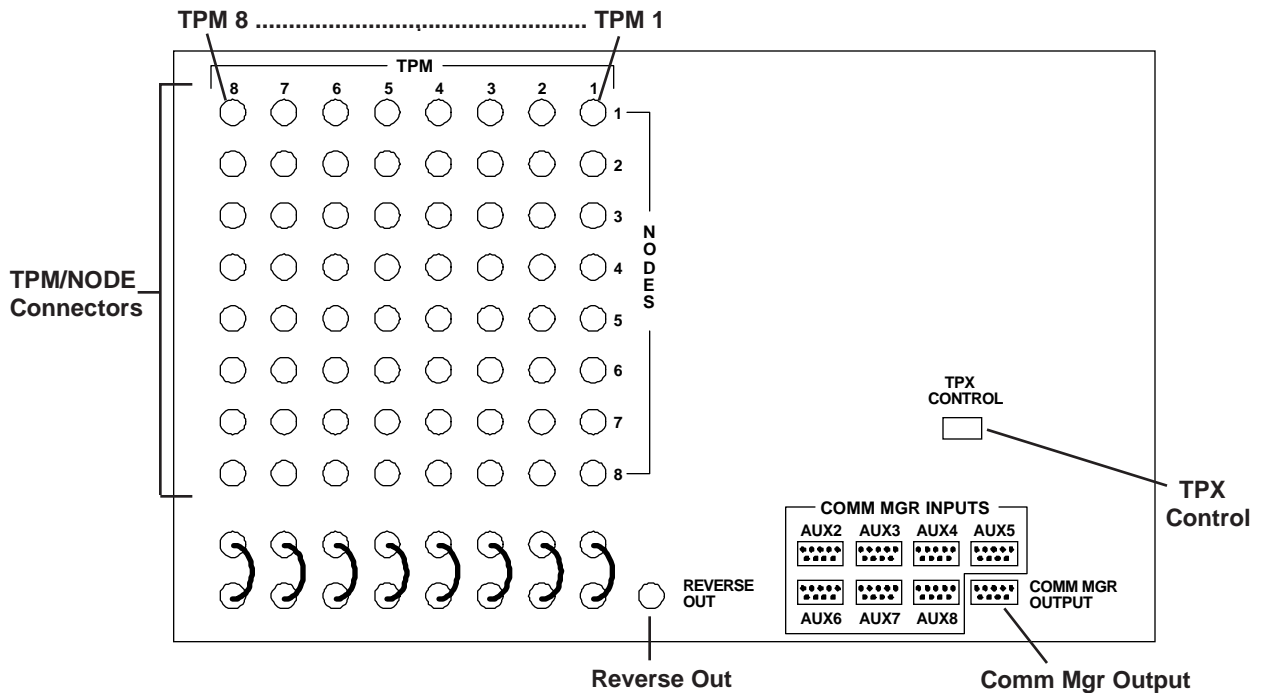 TPM 8 ................................................ TPM 1
TPM
8 7 6 5 4 3 2 1
1
2
3
4
5
6
7
8
NODES
TPM/NODE
Connectors
TPX
CONTROL
TPX
Control
COMM MGR INPUTS
AUX2 AUX3 AUX4 AUX5
AUX6 AUX7 AUX8
COMM MGR
OUTPUT
REVERSE
OUT
Reverse Out
Comm Mgr Output